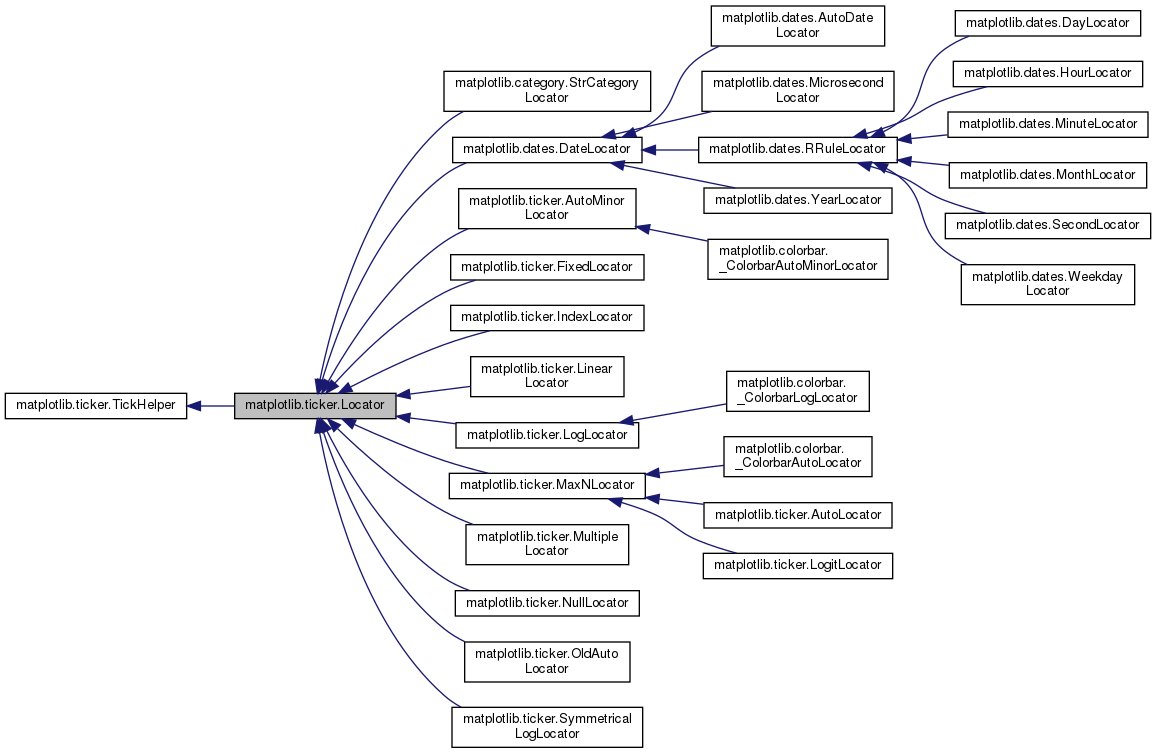 matplotlib.ticker.TickHelper
matplotlib.ticker.Locator
matplotlib.category.StrCategory
Locator
matplotlib.dates.DateLocator
matplotlib.ticker.AutoMinor
Locator
matplotlib.ticker.FixedLocator
matplotlib.ticker.IndexLocator
matplotlib.ticker.Linear
Locator
matplotlib.ticker.LogLocator
matplotlib.ticker.MaxNLocator
matplotlib.ticker.Multiple
Locator
matplotlib.ticker.NullLocator
matplotlib.ticker.OldAuto
Locator
matplotlib.ticker.Symmetrical
LogLocator
matplotlib.dates.AutoDate
Locator
matplotlib.dates.Microsecond
Locator
matplotlib.dates.RRuleLocator
matplotlib.dates.YearLocator
matplotlib.colorbar.
_ColorbarAutoMinorLocator
matplotlib.colorbar.
_ColorbarLogLocator
matplotlib.colorbar.
_ColorbarAutoLocator
matplotlib.ticker.AutoLocator
matplotlib.ticker.LogitLocator
matplotlib.dates.DayLocator
matplotlib.dates.HourLocator
matplotlib.dates.MinuteLocator
matplotlib.dates.MonthLocator
matplotlib.dates.SecondLocator
matplotlib.dates.Weekday
Locator